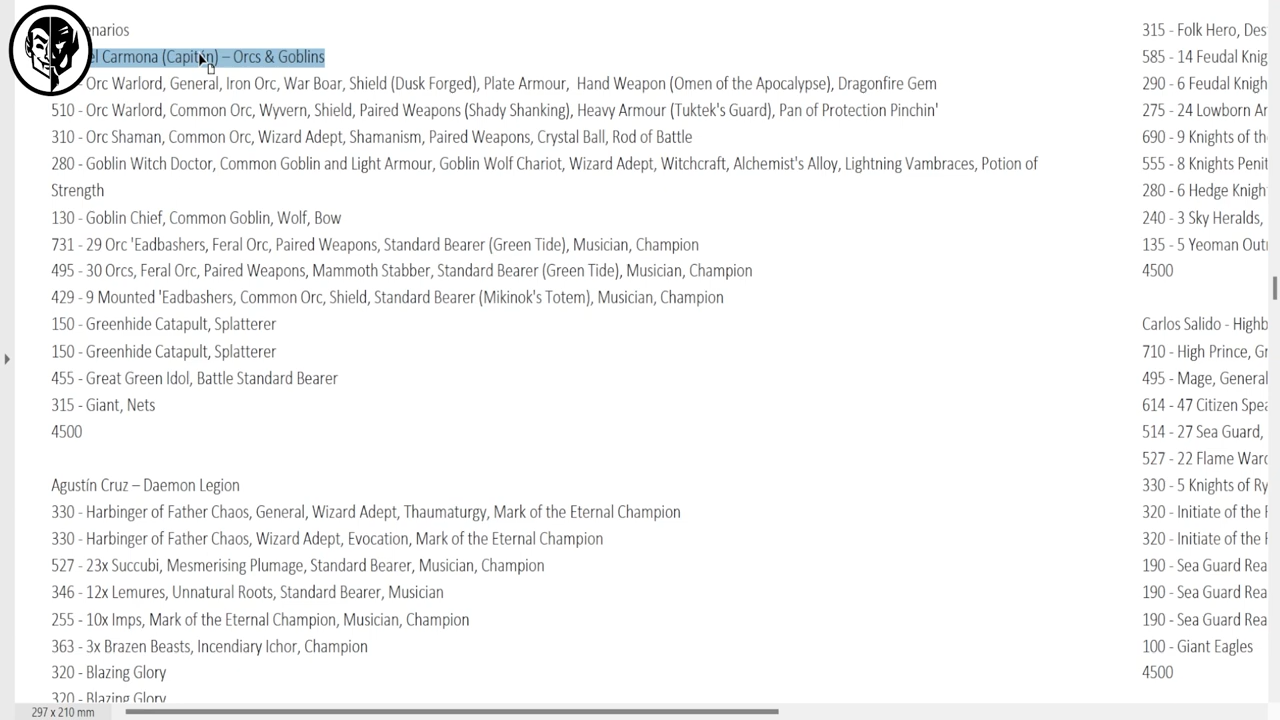 enarios
el Carmona (Capitán) – Orcs & Goblins
Orc Warlord, General, Iron Orc, War Boar, Shield (Dusk Forged), Plate Armour,  Hand Weapon (Omen of the Apocalypse), Dragonfire Gem
510 - Orc Warlord, Common Orc, Wyvern, Shield, Paired Weapons (Shady Shanking), Heavy Armour (Tuktek's Guard), Pan of Protection Pinchin'
310 - Orc Shaman, Common Orc, Wizard Adept, Shamanism, Paired Weapons, Crystal Ball, Rod of Battle
280 - Goblin Witch Doctor, Common Goblin and Light Armour, Goblin Wolf Chariot, Wizard Adept, Witchcraft, Alchemist's Alloy, Lightning Vambraces, Potion of
Strength
130 - Goblin Chief, Common Goblin, Wolf, Bow
731 - 29 Orc 'Eadbashers, Feral Orc, Paired Weapons, Standard Bearer (Green Tide), Musician, Champion
495 - 30 Orcs, Feral Orc, Paired Weapons, Mammoth Stabber, Standard Bearer (Green Tide), Musician, Champion
429 - 9 Mounted 'Eadbashers, Common Orc, Shield, Standard Bearer (Mikinok's Totem), Musician, Champion
150 - Greenhide Catapult, Splatterer
150 - Greenhide Catapult, Splatterer
455 - Great Green Idol, Battle Standard Bearer
315 - Giant, Nets
4500
Agustín Cruz – Daemon Legion
330 - Harbinger of Father Chaos, General, Wizard Adept, Thaumaturgy, Mark of the Eternal Champion
330 - Harbinger of Father Chaos, Wizard Adept, Evocation, Mark of the Eternal Champion
527 - 23x Succubi, Mesmerising Plumage, Standard Bearer, Musician, Champion
346 - 12x Lemures, Unnatural Roots, Standard Bearer, Musician
255 - 10x Imps, Mark of the Eternal Champion, Musician, Champion
363 - 3x Brazen Beasts, Incendiary Ichor, Champion
320 - Blazing Glory
320 - Blazing Glory
315 - Folk Hero, Des
585 - 14 Feudal Knig
290 - 6 Feudal Knig
275 - 24 Lowborn Ar
690 - 9 Knights of th
555 - 8 Knights Penit
280 - 6 Hedge Knigh
240 - 3 Sky Heralds,
135 - 5 Yeoman Out
4500
Carlos Salido - Highb
710 - High Prince, Gr
495 - Mage, General
614 - 47 Citizen Spea
514 - 27 Sea Guard,
527 - 22 Flame Ward
330 - 5 Knights of Ry
320 - Initiate of the F
320 - Initiate of the F
190 - Sea Guard Rea
190 - Sea Guard Rea
190 - Sea Guard Rea
100 - Giant Eagles
4500
297 x 210 mm